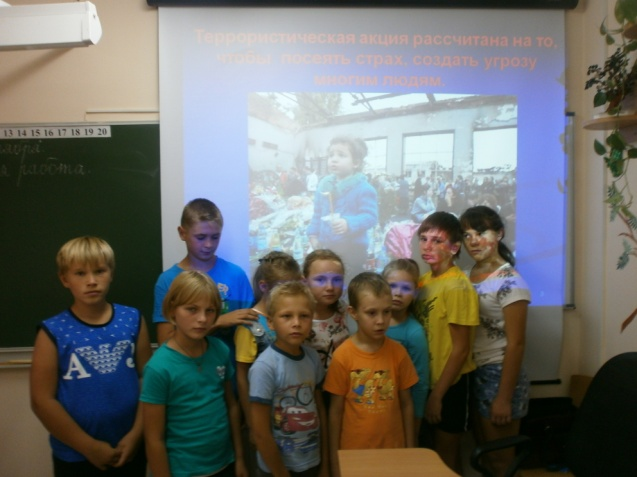 Террористическая акция рассчитана на то,
чтобы посеять страх, создать угрозу
многим людям.
13 14 15 16 17 18 19 20
работа.